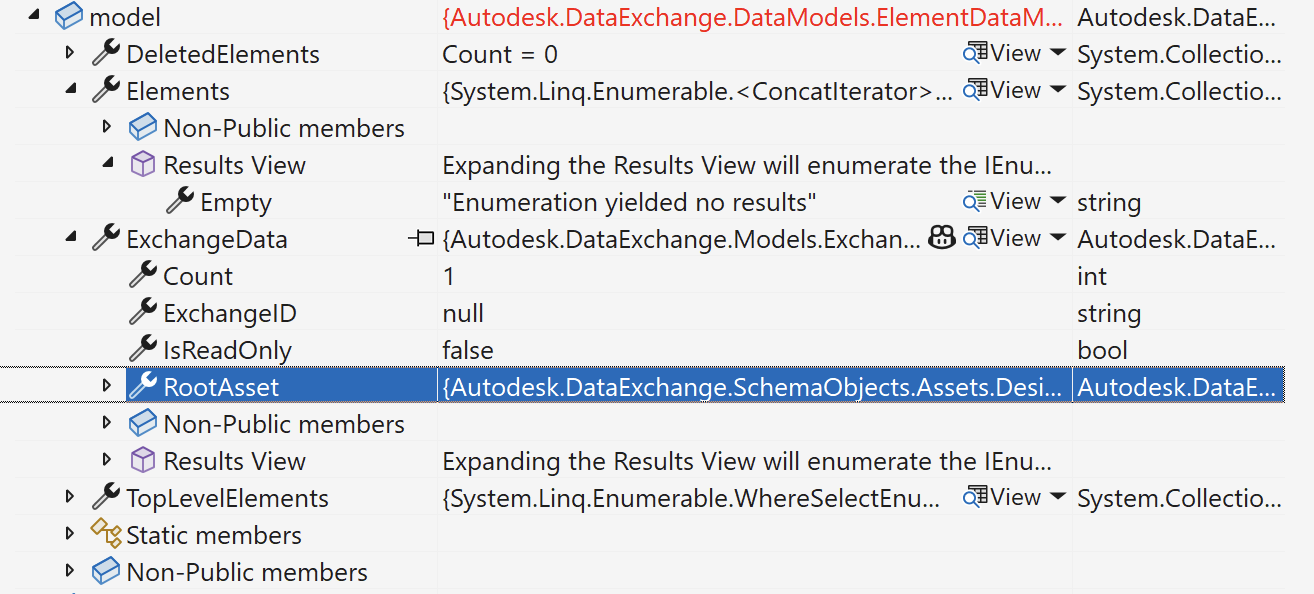 model {Autodesk.DataExchange.DataModels.ElementDataM... Autodesk.DataE...
DeletedElements Count = 0 View System.Collectio...
Elements {System.Linq.Enumerable.<ConcatIterator>... View System.Collectio...
Non-Public members
Results View Expanding the Results View will enumerate the IEnu...
Empty "Enumeration yielded no results" View string
ExchangeData {Autodesk.DataExchange.Models.Exchan... View Autodesk.DataE...
Count 1 int
ExchangeID null string
IsReadOnly false bool
RootAsset {Autodesk.DataExchange.SchemaObjects.Assets.Desi... Autodesk.DataE...
Non-Public members
Results View Expanding the Results View will enumerate the IEnu...
TopLevelElements {System.Linq.Enumerable.WhereSelectEnu... View System.Collectio...
Static members
Non-Public members